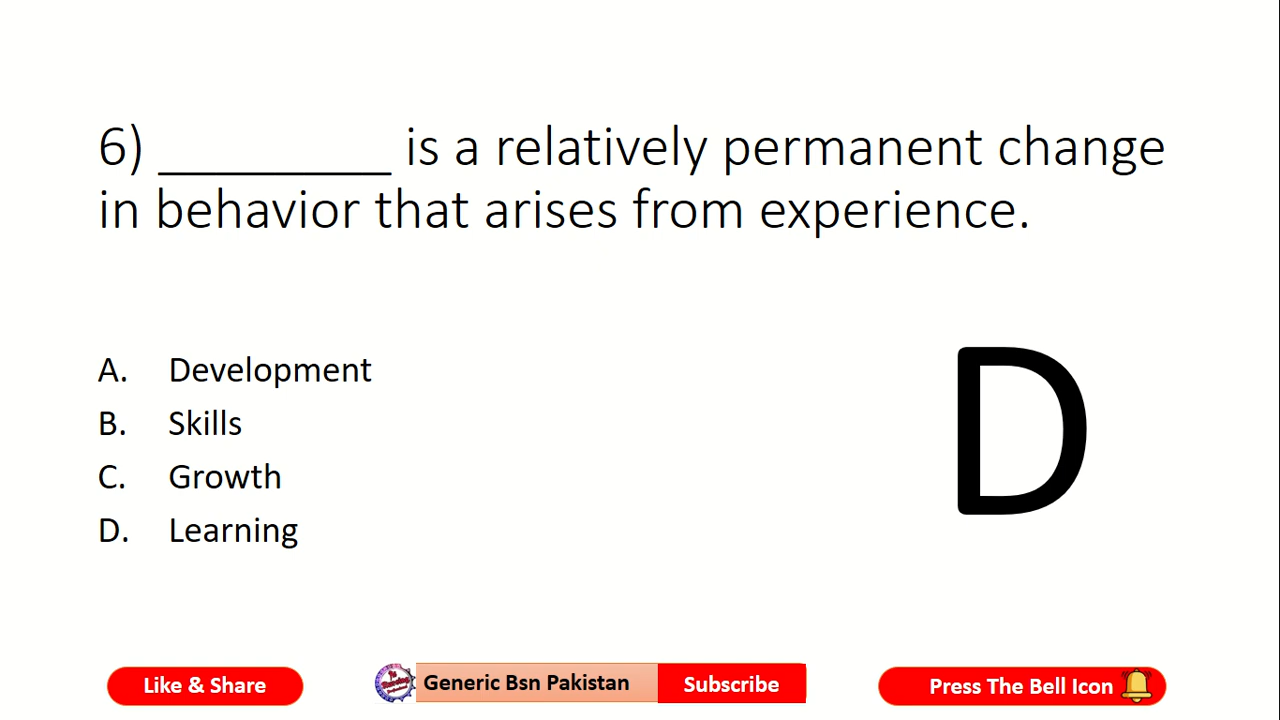 6) _________ is a relatively permanent change
in behavior that arises from experience.
A. Development
B. Skills
C. Growth
D. Learning
D
Like & Share
Generic Bsn Pakistan
Subscribe
Press The Bell Icon